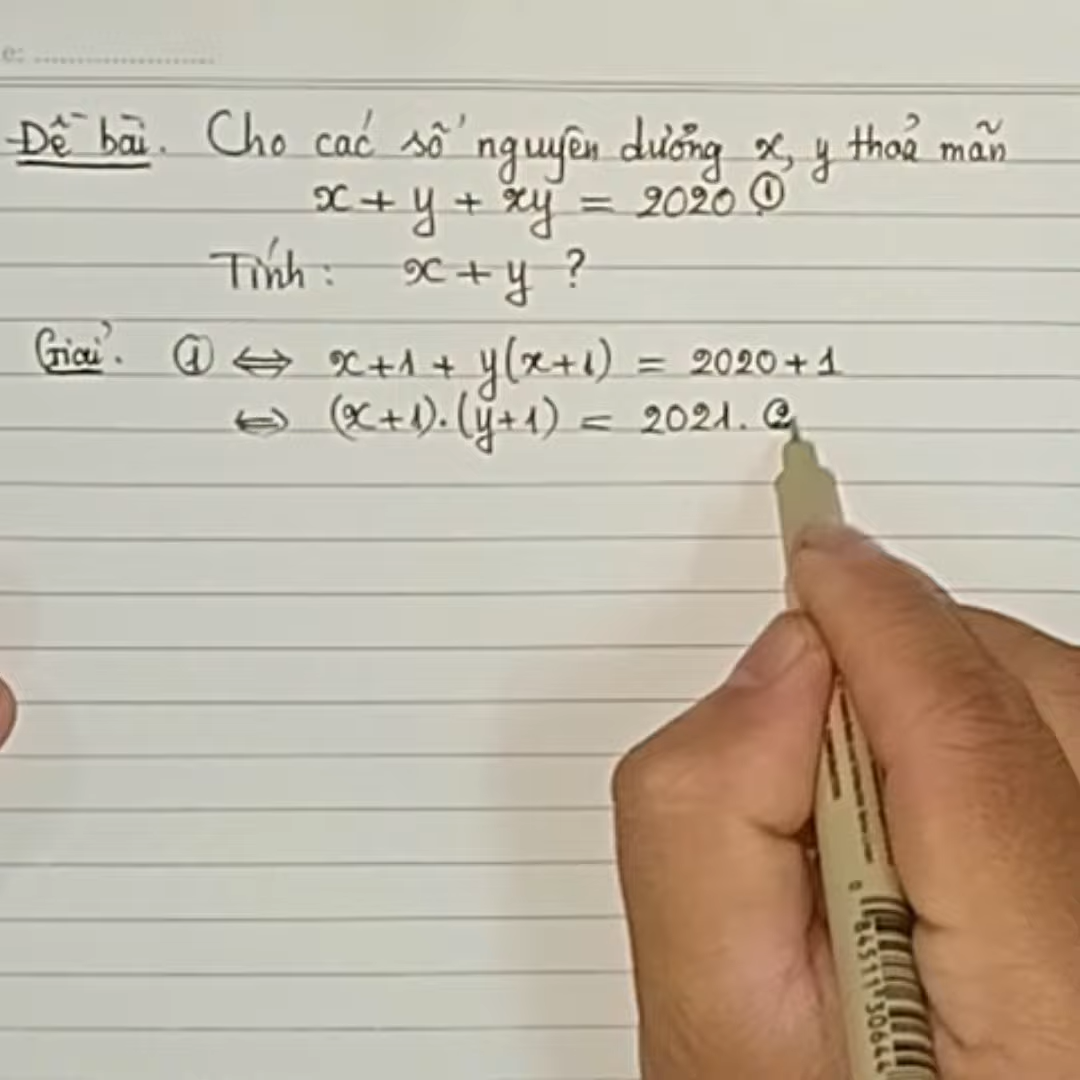 e: ....................
Đề bài. Cho các số nguyên dương x, y thoả mãn
x + y + xy = 2020 ①
Tính: x + y ?
Giải. ① ⇔ x+1 + y(x+1) = 2020 + 1
⇔ (x+1).(y+1) = 2021. ②